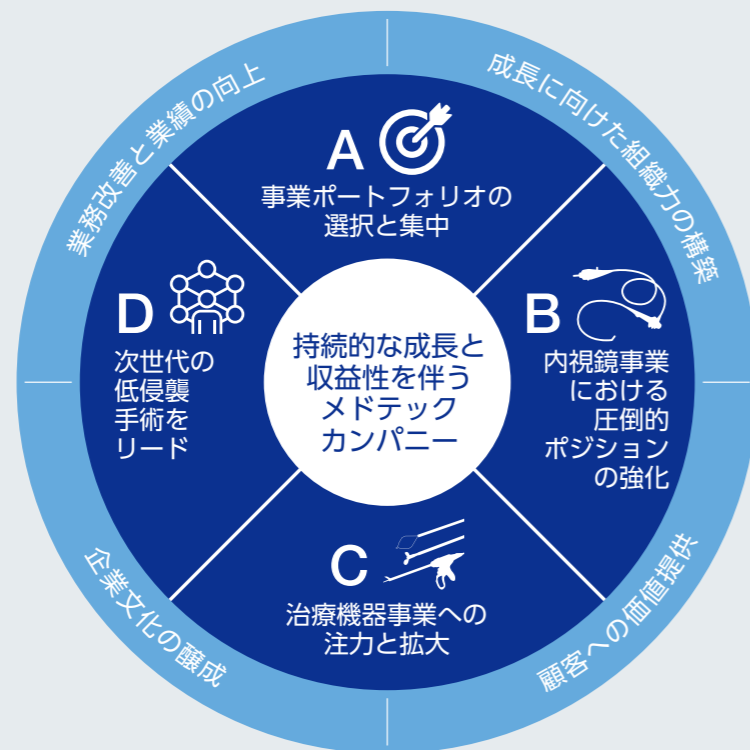 業務改善と業績の向上
成長に向けた組織力の構築
A
事業ポートフォリオの
選択と集中
D
次世代の
低侵襲
手術を
リード
持続的な成長と
収益性を伴う
メドテック
カンパニー
B
内視鏡事業
における
圧倒的
ポジション
の強化
C
治療機器事業への
注力と拡大
企業文化の醸成
顧客への価値提供